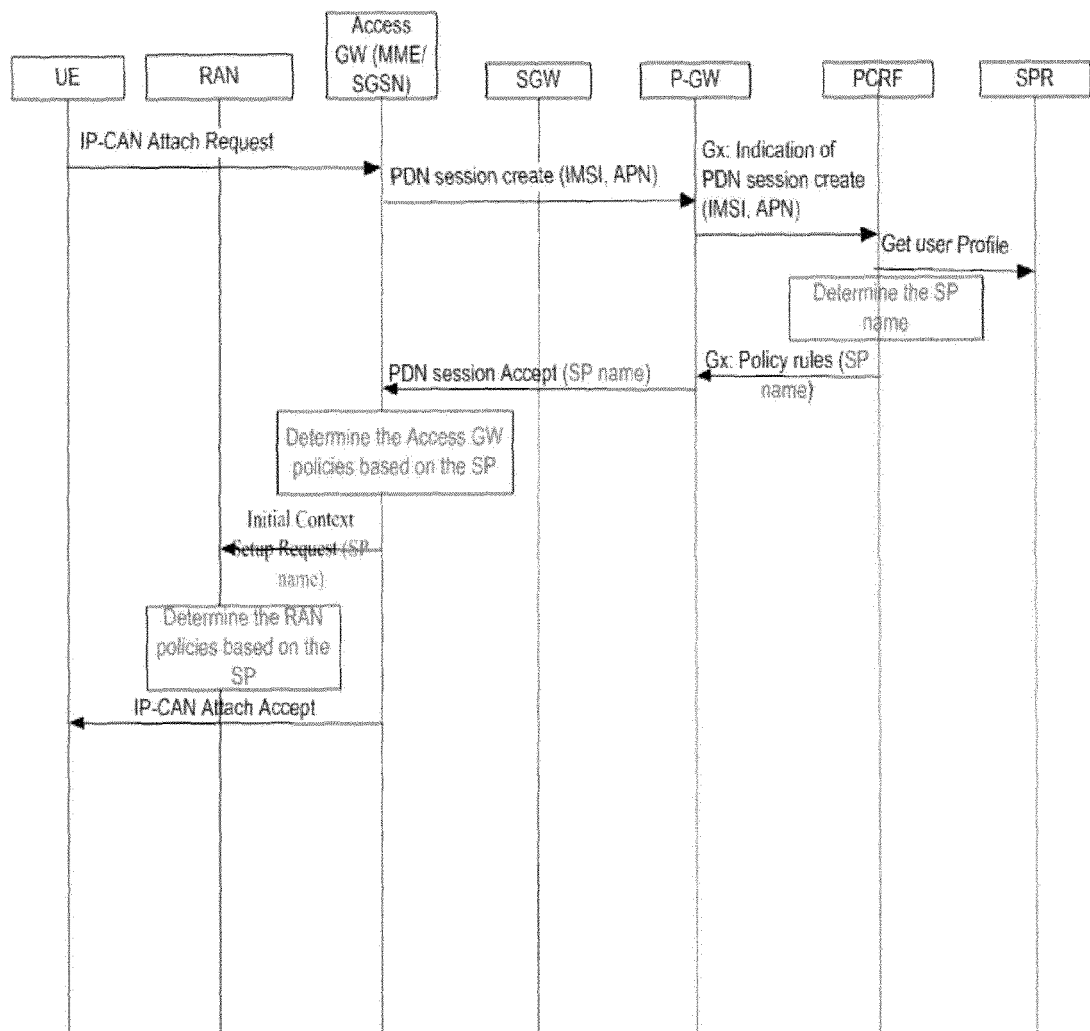 Access
GW (MME/
SGSN)
UE
RAN
SGW
P-GW
PCRF
SPR
IP-CAN Attach Request
PDN session create (IMSI, APN)
Gx: Indication of
PDN session create
(IMSI, APN)
Get user Profile
Determine the SP
name
Gx: Policy rules (SP
name)
PDN session Accept (SP name)
Determine the Access GW
policies based on the SP
Initial Context
Setup Request (SP
name)
Determine the RAN
policies based on the
SP
IP-CAN Attach Accept